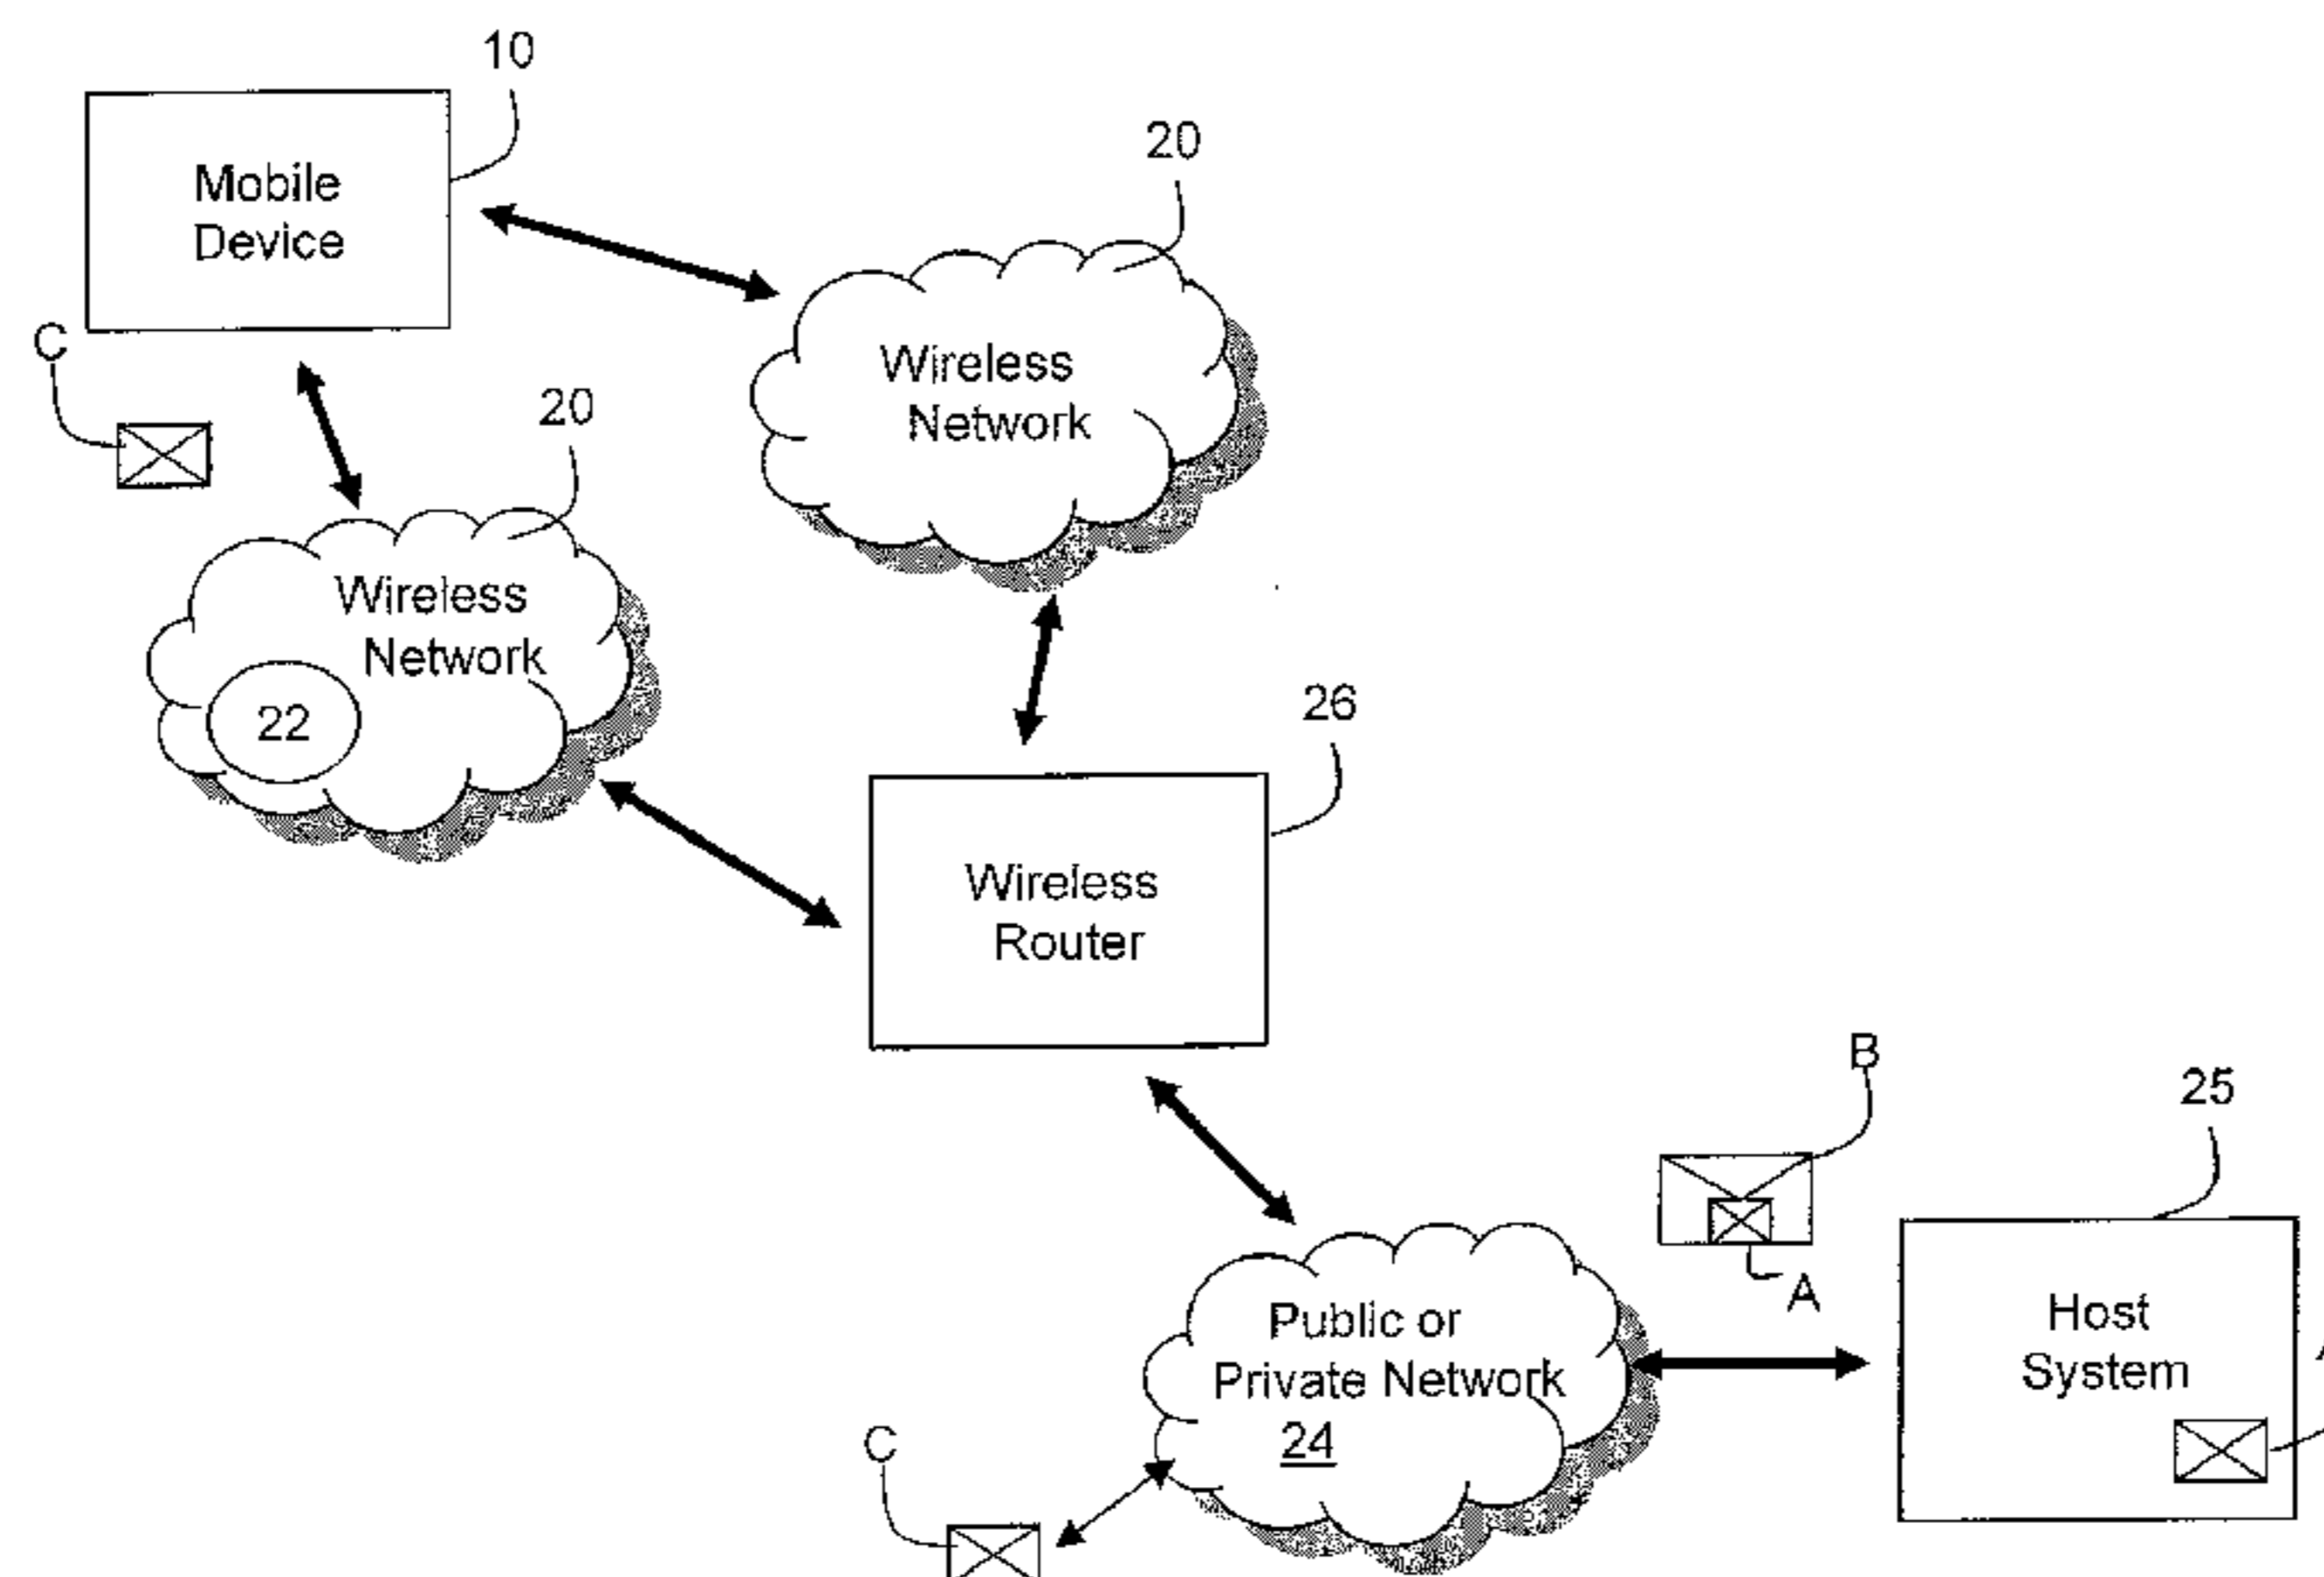 10
Mobile
Device
20
Wireless
Network
C
20
Wireless
Network
22
26
Wireless
Router
B
25
A
Public or
Private Network
24
Host
System
C